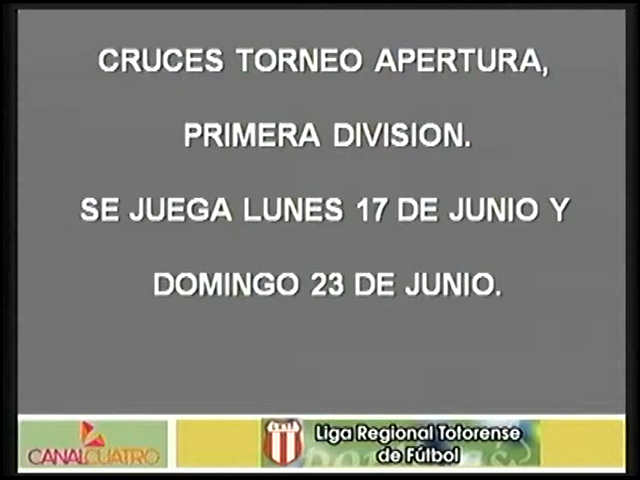 CRUCES TORNEO APERTURA,
PRIMERA DIVISION.
SE JUEGA LUNES 17 DE JUNIO Y
DOMINGO 23 DE JUNIO.
CANALCUATRO
Liga Regional Totorense
de Fútbol